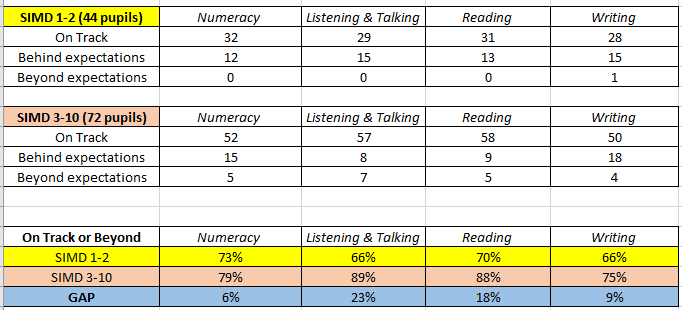 SIMD 1-2 (44 pupils) Numeracy Listening & Talking Reading Writing
On Track 32 29 31 28
Behind expectations 12 15 13 15
Beyond expectations 0 0 0 1
SIMD 3-10 (72 pupils) Numeracy Listening & Talking Reading Writing
On Track 52 57 58 50
Behind expectations 15 8 9 18
Beyond expectations 5 7 5 4
On Track or Beyond Numeracy Listening & Talking Reading Writing
SIMD 1-2 73% 66% 70% 66%
SIMD 3-10 79% 89% 88% 75%
GAP 6% 23% 18% 9%